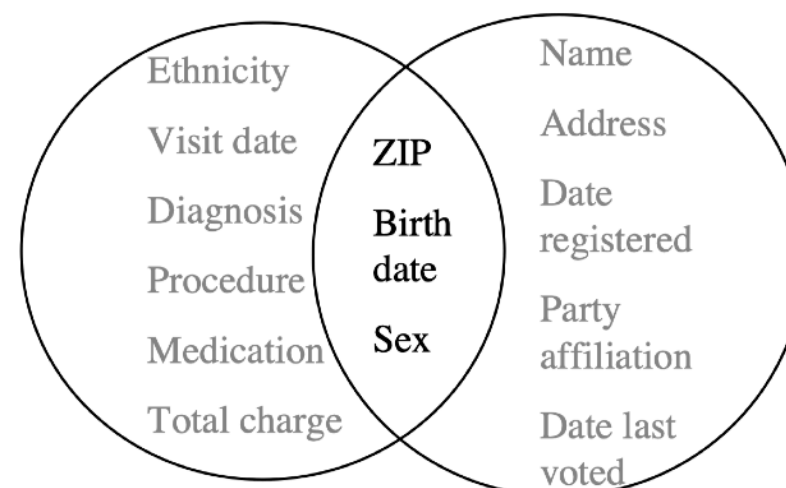 Ethnicity
Visit date
Diagnosis
Procedure
Medication
Total charge
ZIP
Birth
date
Sex
Name
Address
Date
registered
Party
affiliation
Date last
voted